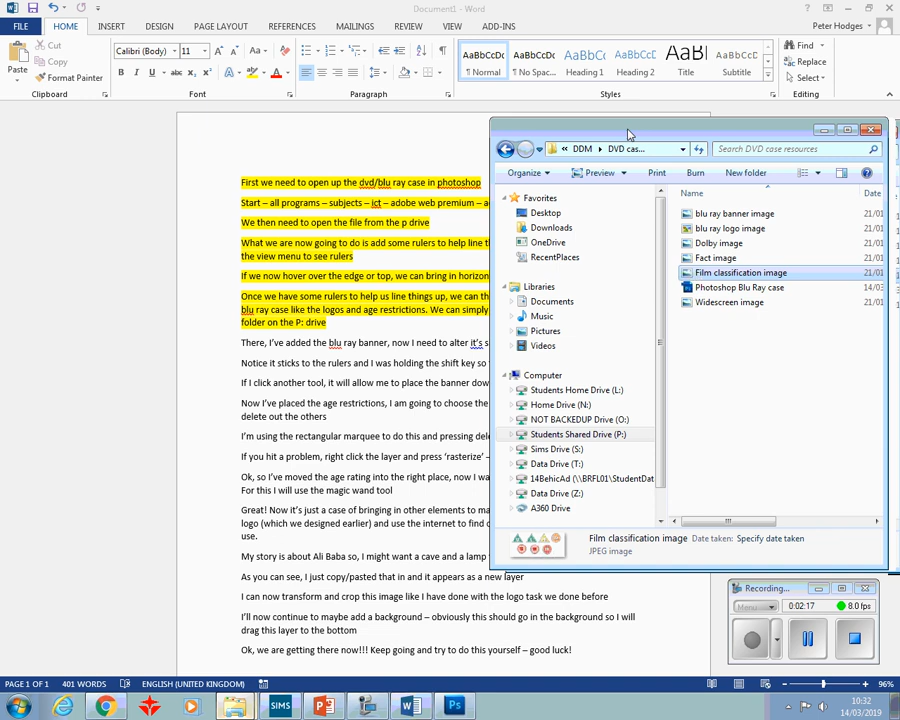 Document1 - Word
FILE HOME INSERT DESIGN PAGE LAYOUT REFERENCES MAILINGS REVIEW VIEW ADD-INS Peter Hodges
Cut
Copy
Format Painter
Paste
Clipboard
Calibri (Body) 11
Font
Paragraph
AaBbCcDc AaBbCcDc AaBbCc AaBbCcD AaBl AaBbCcD
¶ Normal ¶ No Spac... Heading 1 Heading 2 Title Subtitle
Styles
Find
Replace
Select
Editing
First we need to open up the dvd/blu ray case in photoshop
Start – all programs – subjects – ict – adobe web premium –
We then need to open the file from the p drive
What we are now going to do is add some rulers to help line
the view menu to see rulers
If we now hover over the edge or top, we can bring in horizon
Once we have some rulers to help us line things up, we can th
blu ray case like the logos and age restrictions. We can simply
folder on the P: drive
There, I've added the blu ray banner, now I need to alter it's s
Notice it sticks to the rulers and I was holding the shift key so
If I click another tool, it will allow me to place the banner dow
Now I've placed the age restrictions, I am going to choose the
delete out the others
I'm using the rectangular marquee to do this and pressing dele
If you hit a problem, right click the layer and press 'rasterize' –
Ok, so I've moved the age rating into the right place, now I wa
For this I will use the magic wand tool
Great! Now it's just a case of bringing in other elements to ma
logo (which we designed earlier) and use the internet to find
use.
My story is about Ali Baba so, I might want a cave and a lamp
As you can see, I just copy/pasted that in and it appears as a new layer
I can now transform and crop this image like I have done with the logo task we done before
I'll now continue to maybe add a background – obviously this should go in the background so I will
drag this layer to the bottom
Ok, we are getting there now!!! Keep going and try to do this yourself – good luck!
« DDM DVD cas... Search DVD case resources
Organize Preview Print Burn New folder
Favorites
Desktop
Downloads
OneDrive
RecentPlaces
Libraries
Documents
Music
Pictures
Videos
Computer
Students Home Drive (L:)
Home Drive (N:)
NOT BACKEDUP Drive (O:)
Students Shared Drive (P:)
Sims Drive (S:)
Data Drive (T:)
14BehicAd (\\BRFL01\StudentDat
Data Drive (Z:)
A360 Drive
Name Date
blu ray banner image 21/01
blu ray logo image 21/01
Dolby image 21/01
Fact image 21/01
Film classification image 21/01
Photoshop Blu Ray case 14/03
Widescreen image 21/01
Film classification image Date taken: Specify date taken
JPEG image
Recording...
Menu 0:02:17 8.0 fps
PAGE 1 OF 1 401 WORDS ENGLISH (UNITED KINGDOM) 96%
SIMS
Ps
10:32
14/03/2019